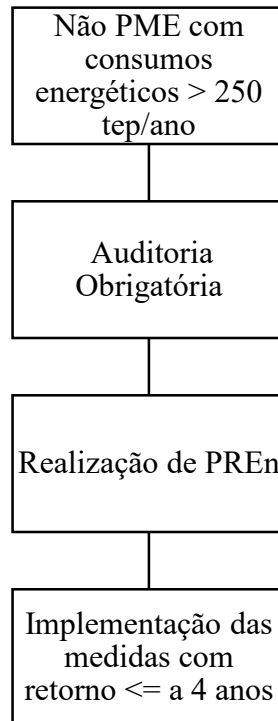 Não PME com
consumos
energéticos > 250
tep/ano
Auditoria
Obrigatória
Realização de PREn
Implementação das
medidas com
retorno <= a 4 anos